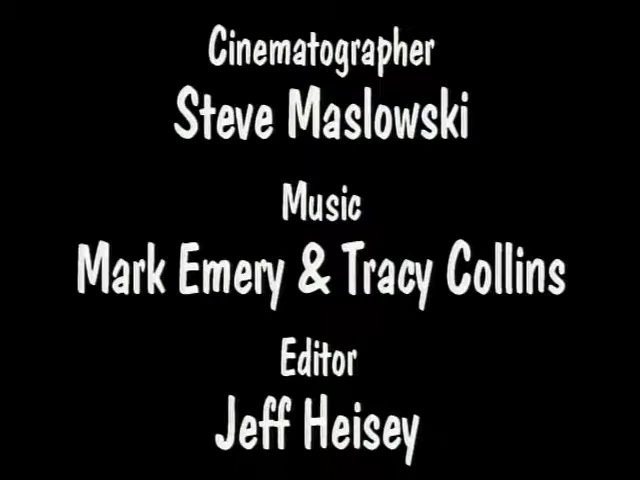 Cinematographer
Steve Maslowski
Music
Mark Emery & Tracy Collins
Editor
Jeff Heisey